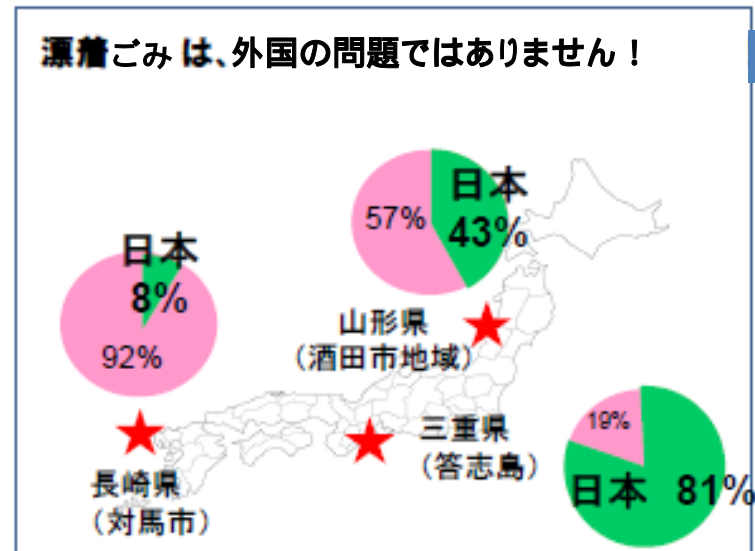 漂着ごみ は、外国の問題ではありません！
日本
43%
57%
日本
8%
92%
山形県
（酒田市地域）
19%
日本 81%
三重県
（答志島）
長崎県
（対馬市）